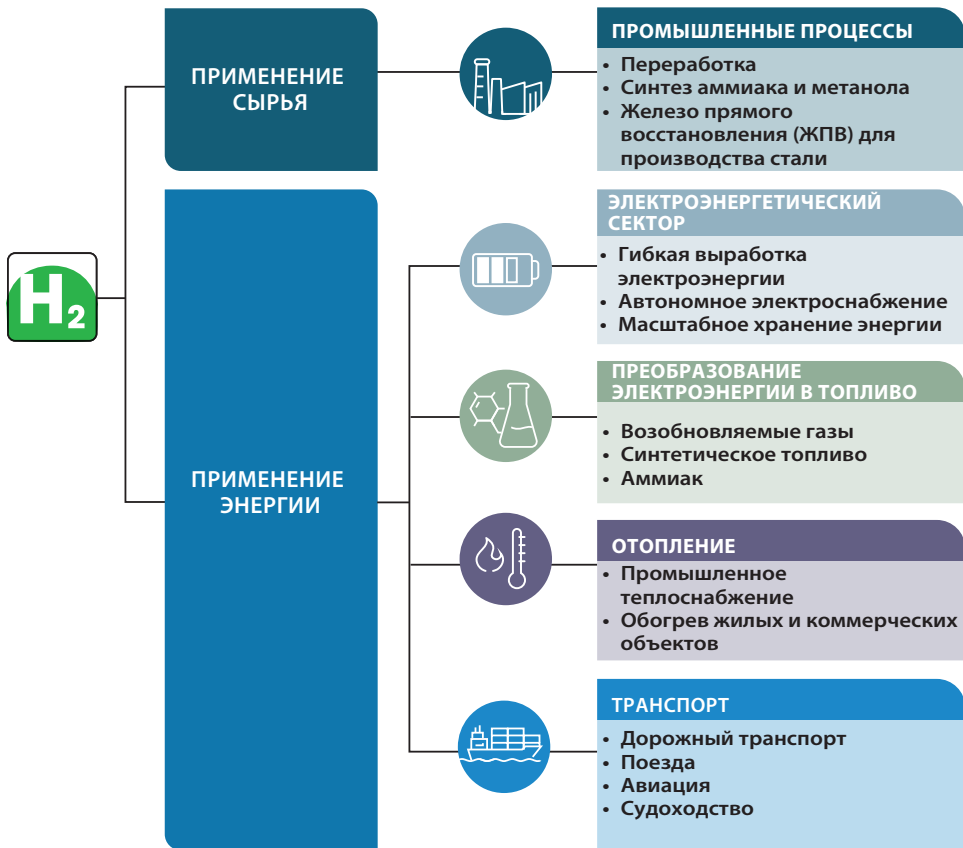 H2
ПРИМЕНЕНИЕ
СЫРЬЯ
ПРОМЫШЛЕННЫЕ ПРОЦЕССЫ
• Переработка
• Синтез аммиака и метанола
• Железо прямого
восстановления (ЖПВ) для
производства стали
ПРИМЕНЕНИЕ
ЭНЕРГИИ
ЭЛЕКТРОЭНЕРГЕТИЧЕСКИЙ
СЕКТОР
• Гибкая выработка
электроэнергии
• Автономное электроснабжение
• Масштабное хранение энергии
ПРЕОБРАЗОВАНИЕ
ЭЛЕКТРОЭНЕРГИИ В ТОПЛИВО
• Возобновляемые газы
• Синтетическое топливо
• Аммиак
ОТОПЛЕНИЕ
• Промышленное
теплоснабжение
• Обогрев жилых и коммерческих
объектов
ТРАНСПОРТ
• Дорожный транспорт
• Поезда
• Авиация
• Судоходство